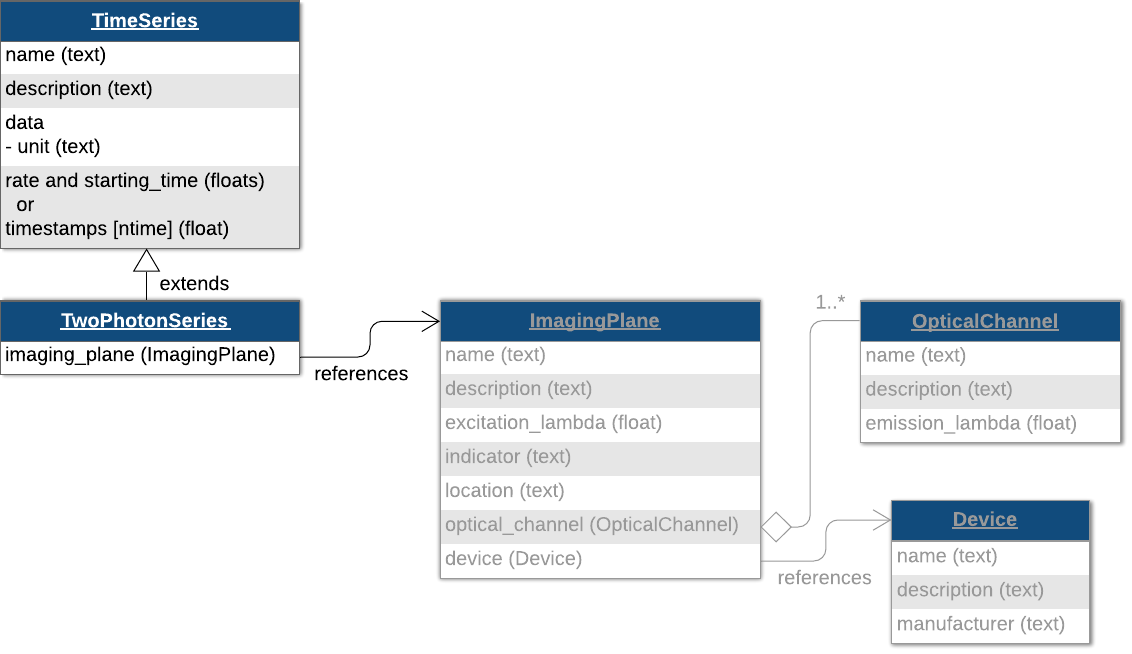 TimeSeries
name (text)
description (text)
data
- unit (text)
rate and starting_time (floats)
or
timestamps [ntime] (float)
extends
TwoPhotonSeries
imaging_plane (ImagingPlane)
references
ImagingPlane
name (text)
description (text)
excitation_lambda (float)
indicator (text)
location (text)
optical_channel (OpticalChannel)
device (Device)
1..*
OpticalChannel
name (text)
description (text)
emission_lambda (float)
references
Device
name (text)
description (text)
manufacturer (text)